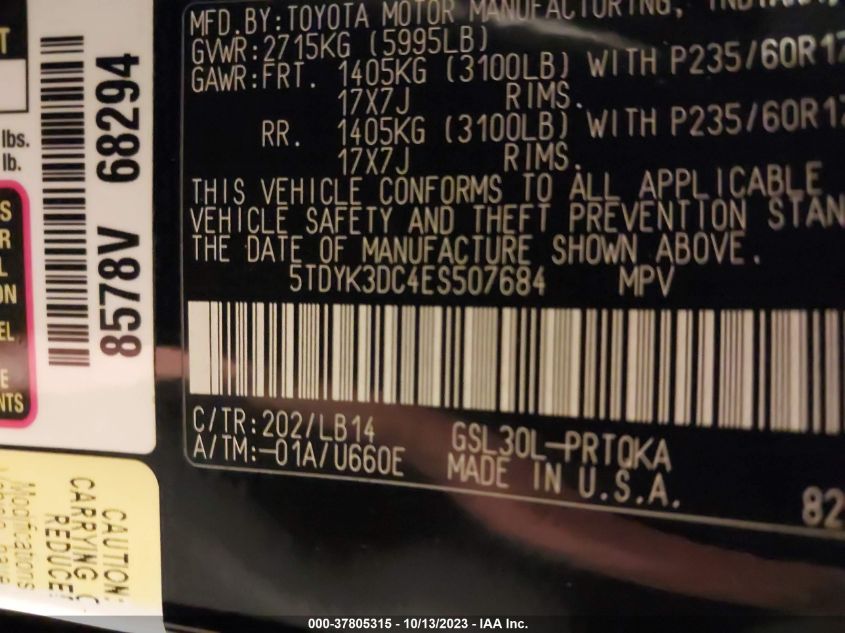 MFD.BY:TOYOTA MOTOR MANUFACTURING, INDIANA,
GVWR:2715KG (5995LB)
GAWR:FRT. 1405KG (3100LB) WITH P235/60R17
17X7J RIMS.
RR. 1405KG (3100LB) WITH P235/60R17
17X7J RIMS.
THIS VEHICLE CONFORMS TO ALL APPLICABLE
VEHICLE SAFETY AND THEFT PREVENTION STAN
THE DATE OF MANUFACTURE SHOWN ABOVE.
5TDYK3DC4ES507684 MPV
C/TR:202/LB14 GSL30L-PRTQKA
A/TM:-01A/U660E MADE IN U.S.A.
82
lbs.
lb.
8578V 68294
CAUTION:
CARRYING C
REDUCE
Modifications
000-37805315 - 10/13/2023 - IAA Inc.